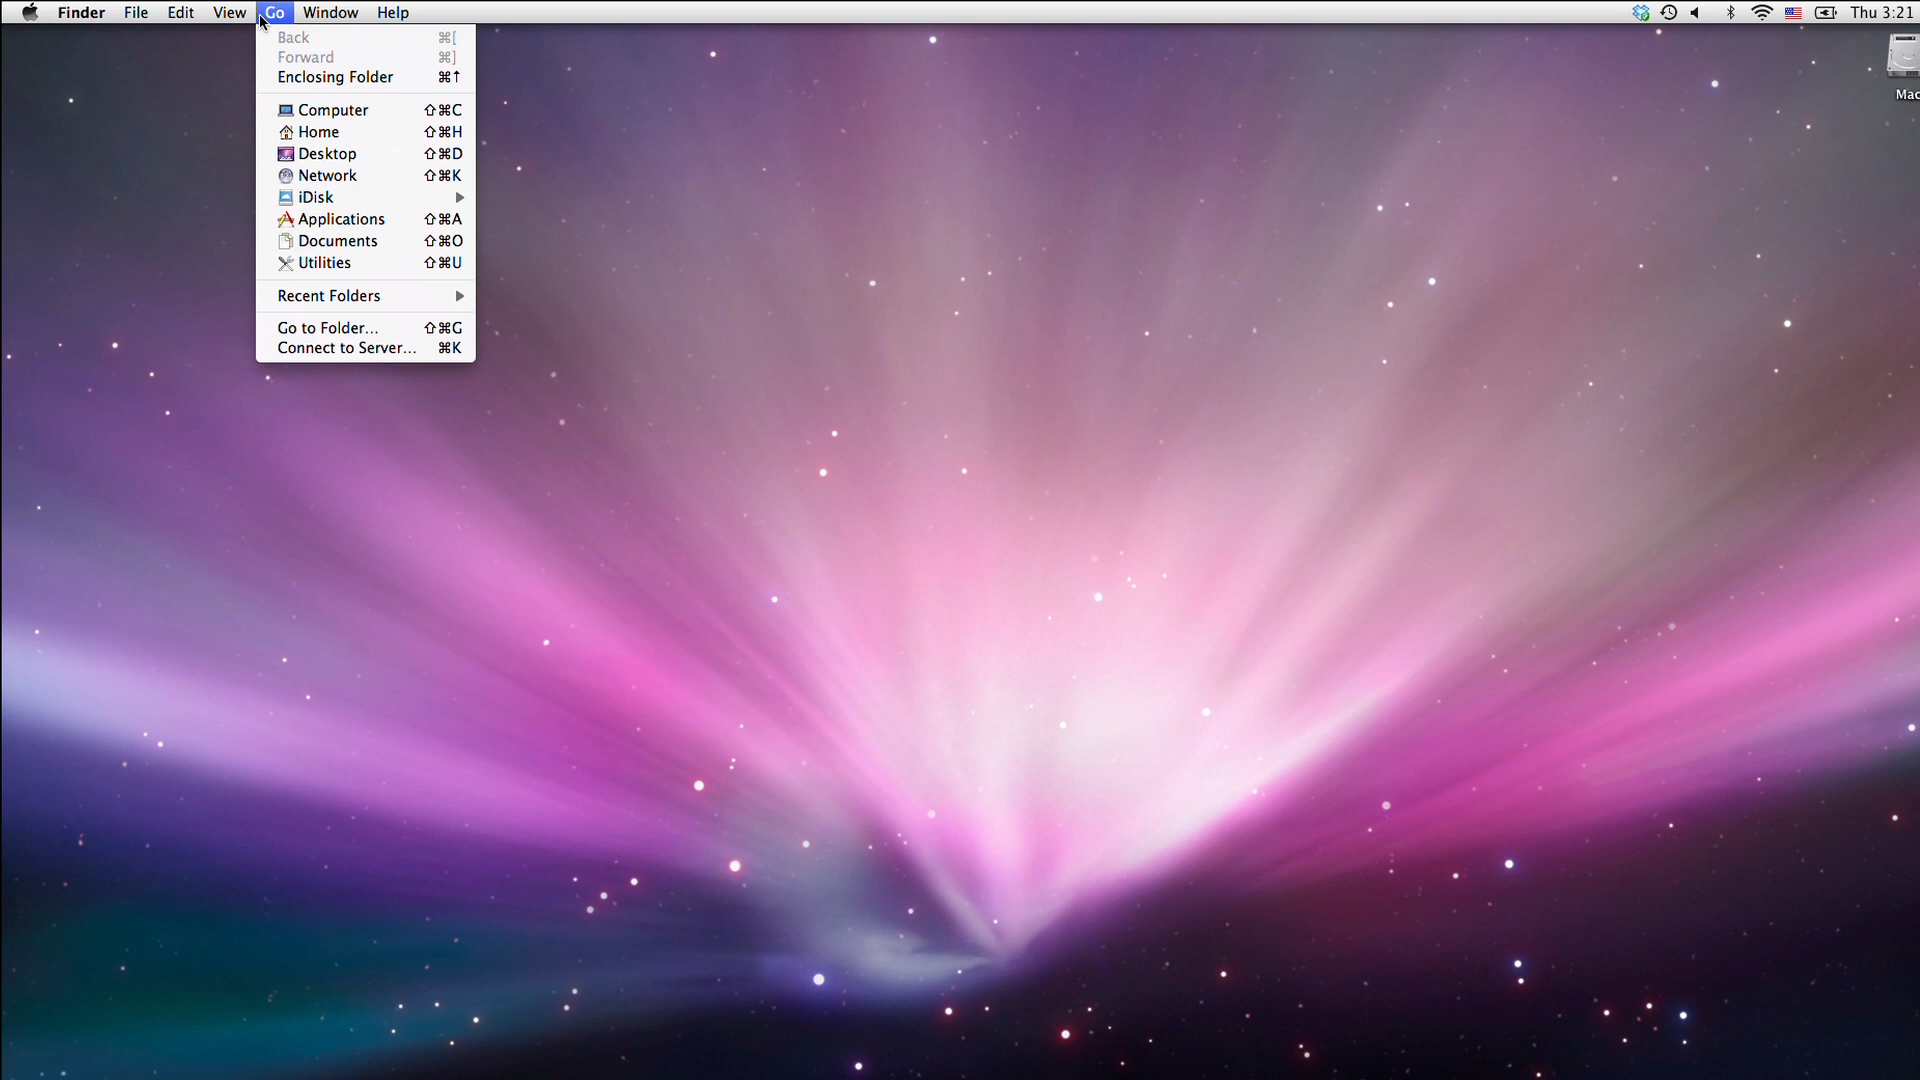 Finder File Edit View Go Window Help Thu 3:21
Back ⌘[
Forward ⌘]
Enclosing Folder ⌘↑
Computer ⇧⌘C
Home ⇧⌘H
Desktop ⇧⌘D
Network ⇧⌘K
iDisk
Applications ⇧⌘A
Documents ⇧⌘O
Utilities ⇧⌘U
Recent Folders
Go to Folder... ⇧⌘G
Connect to Server... ⌘K
Mac